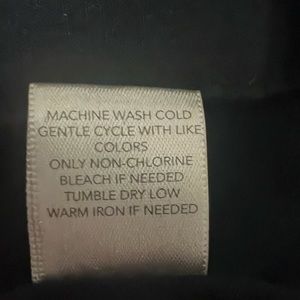 MACHINE WASH COLD
GENTLE CYCLE WITH LIKE
COLORS
ONLY NON-CHLORINE
BLEACH IF NEEDED
TUMBLE DRY LOW
WARM IRON IF NEEDED